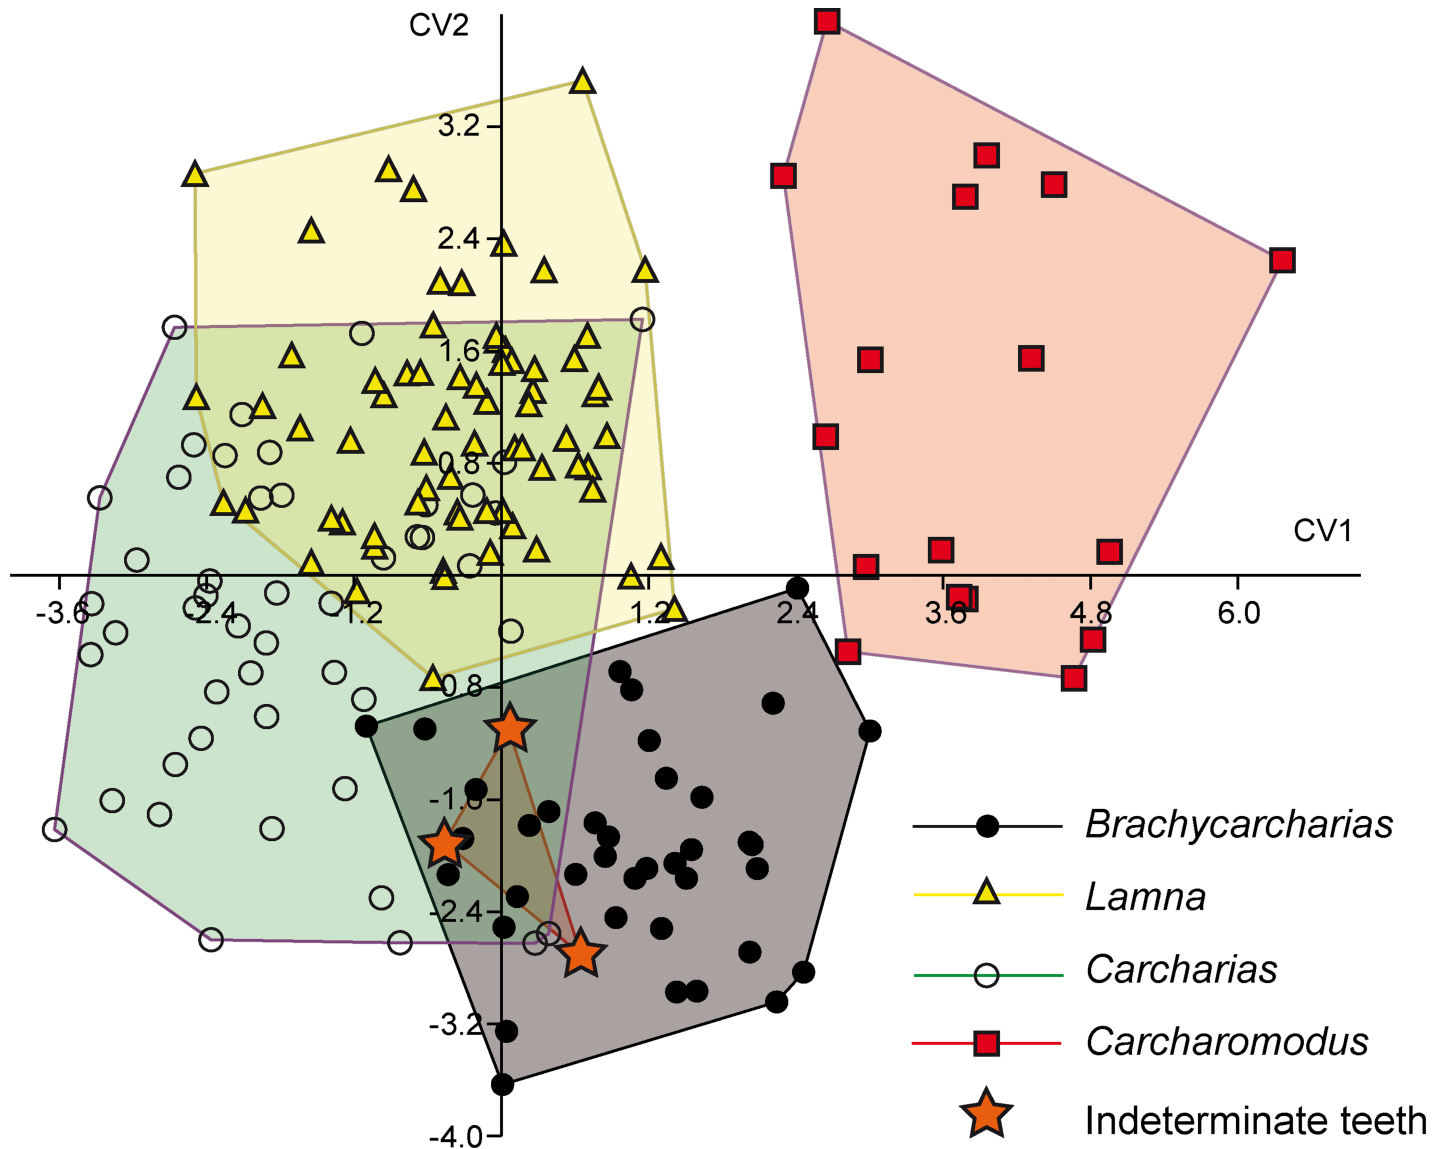 CV2
3.2
2.4
1.6
0.8
CV1
-3.6
-2.4
-1.2
1.2
2.4
3.6
4.8
6.0
-0.8
-1.6
-2.4
-3.2
-4.0
Brachycarcharias
Lamna
Carcharias
Carcharomodus
Indeterminate teeth